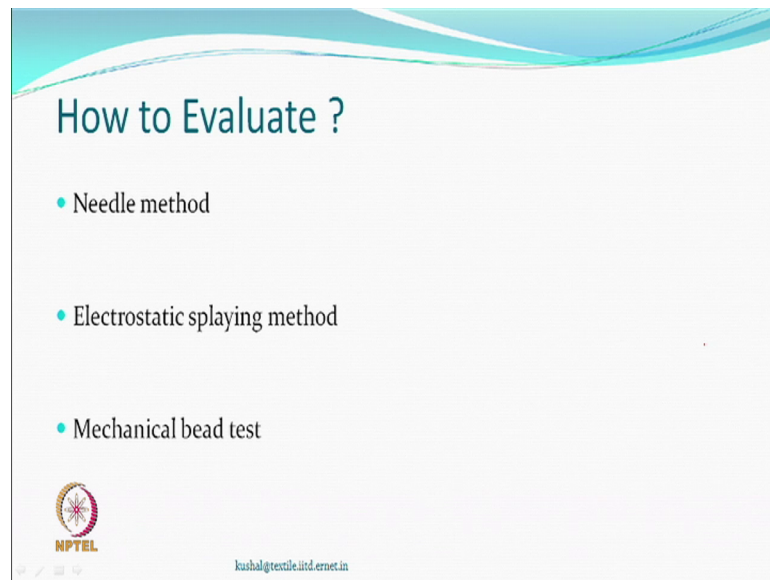 How to Evaluate ?
Needle method
Electrostatic splaying method
Mechanical bead test
NPTEL
kushal@textile.iitd.ernet.in